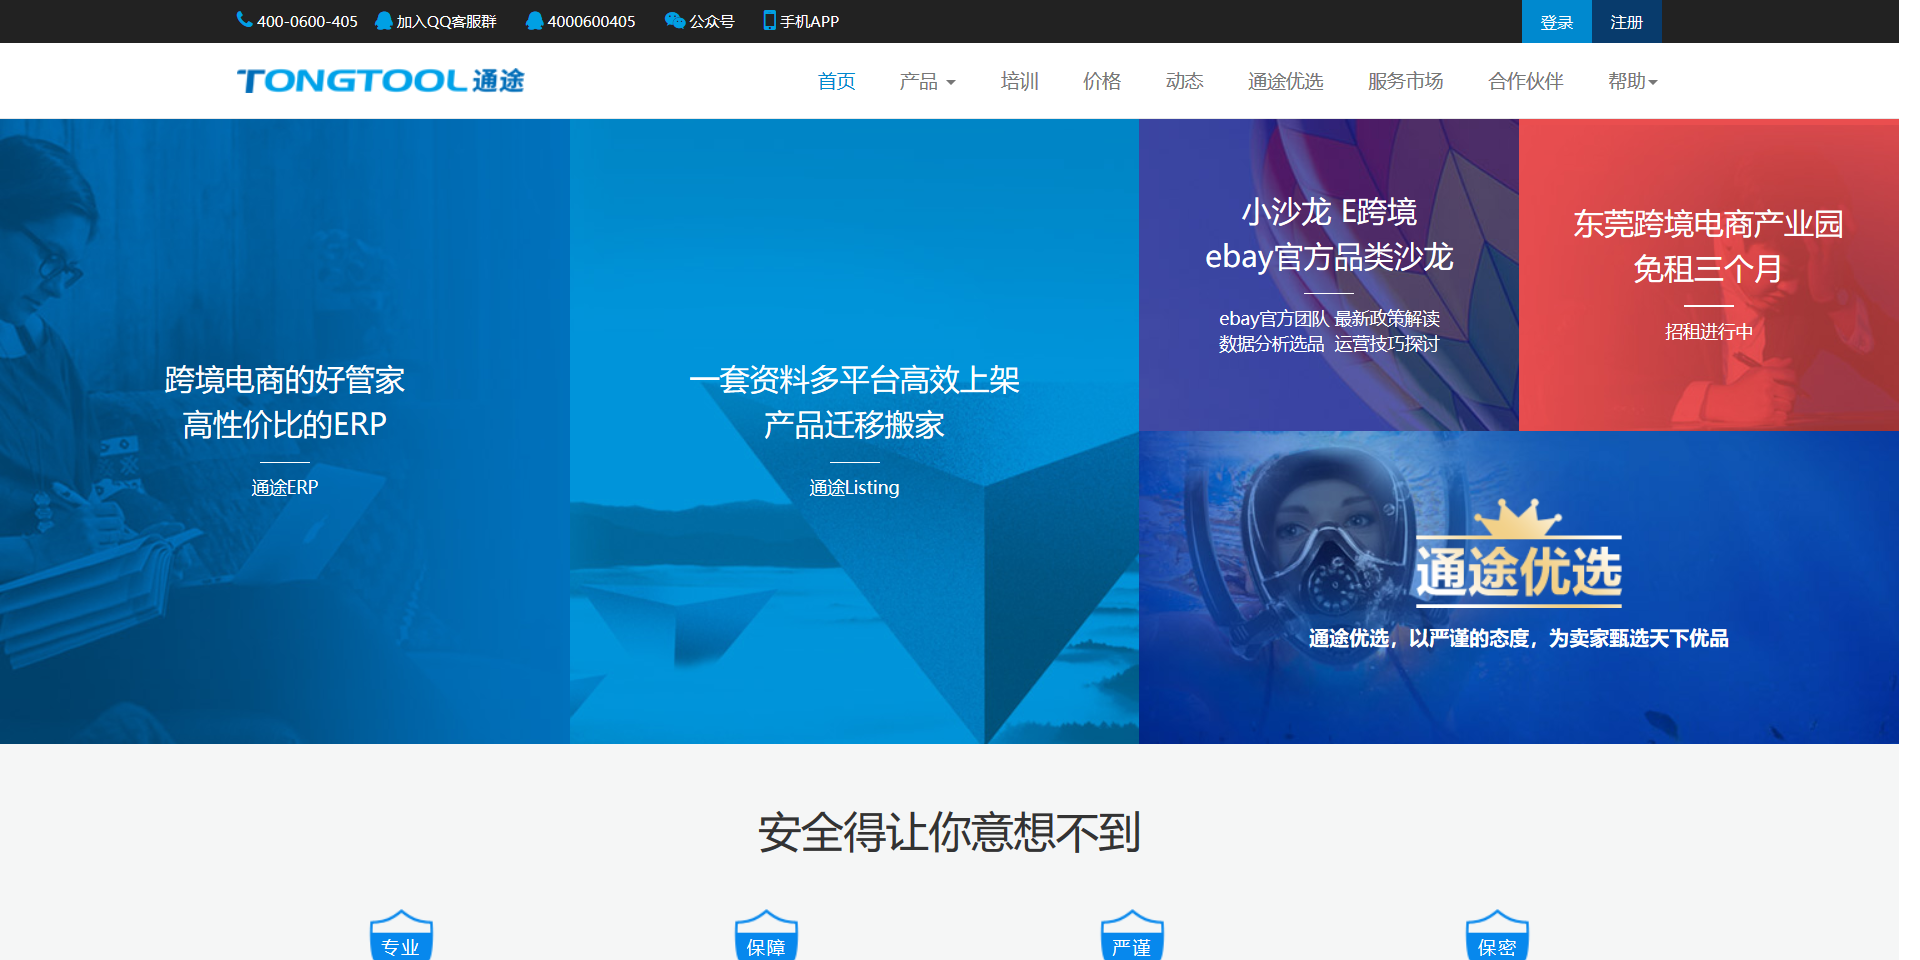 400-0600-405 加入QQ客服群 4000600405 公众号 手机APP 登录 注册
TONGTOOL通途 首页 产品 培训 价格 动态 通途优选 服务市场 合作伙伴 帮助
跨境电商的好管家
高性价比的ERP
通途ERP
一套资料多平台高效上架
产品迁移搬家
通途Listing
小沙龙 E跨境
ebay官方品类沙龙
ebay官方团队 最新政策解读
数据分析选品 运营技巧探讨
东莞跨境电商产业园
免租三个月
招租进行中
通途优选
通途优选，以严谨的态度，为卖家甄选天下优品
安全得让你意想不到
专业 保障 严谨 保密